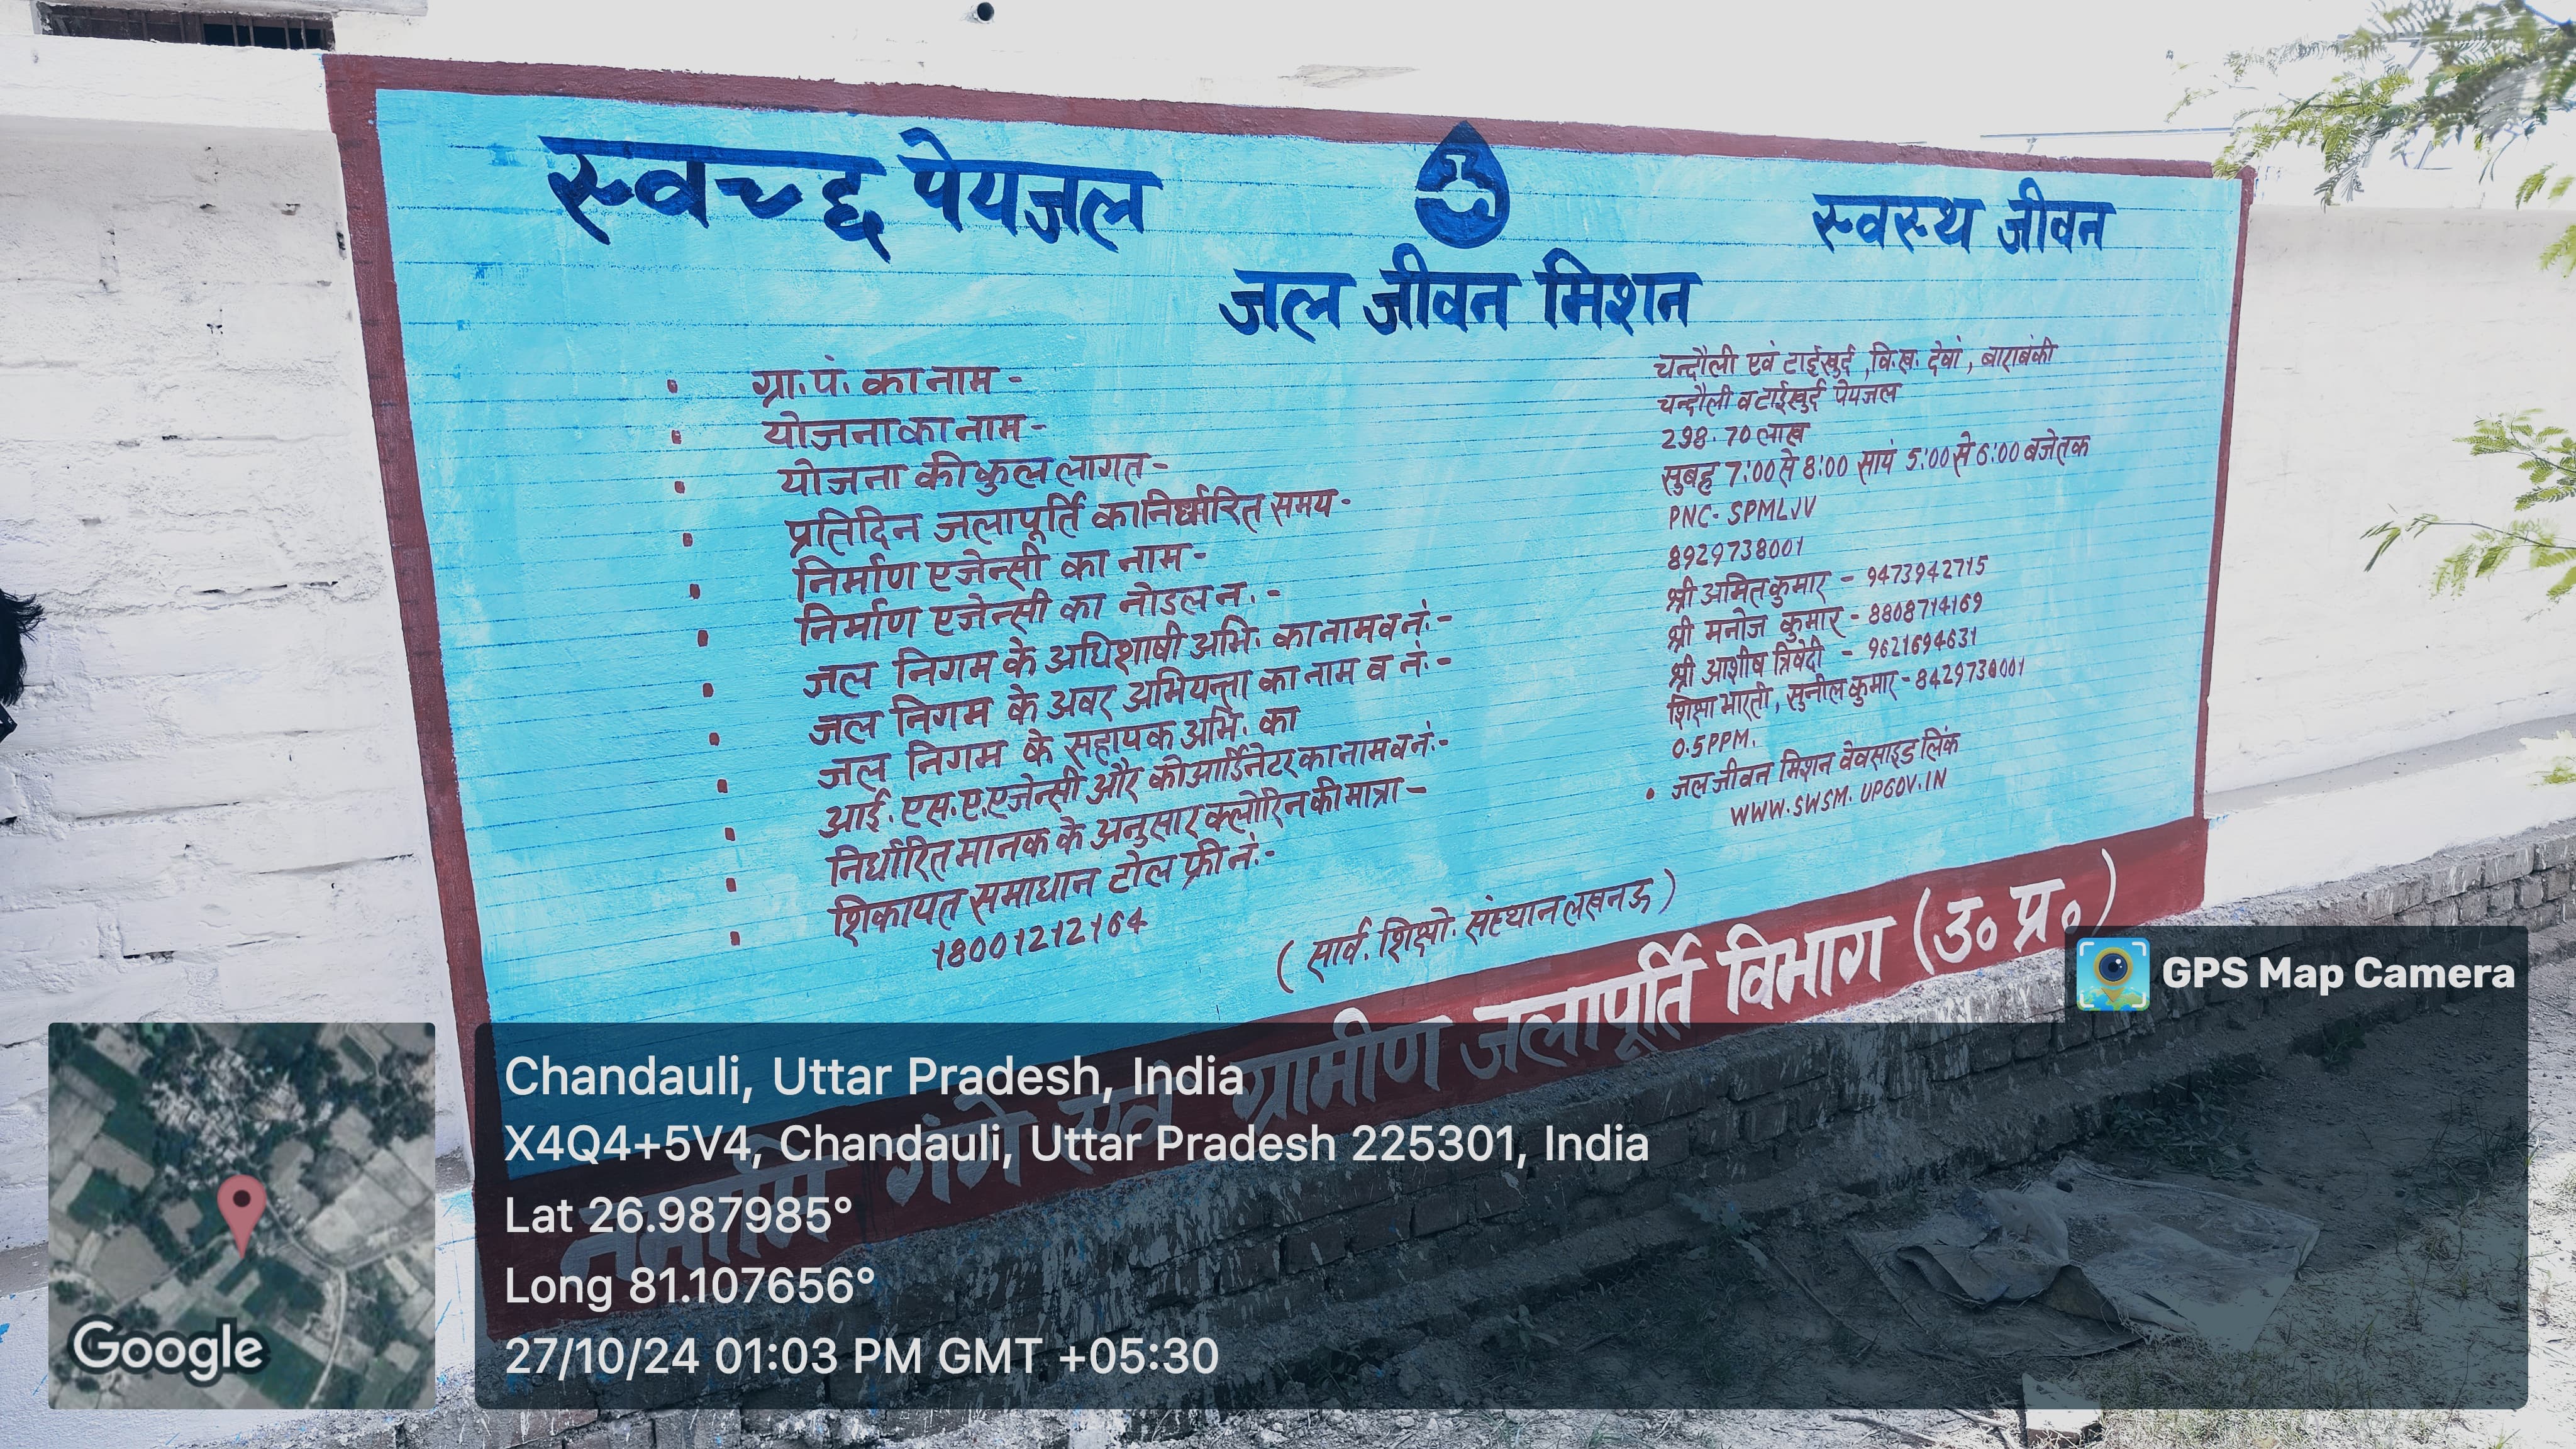 स्वच्छ पेयजल
स्वस्थ जीवन
जल जीवन मिशन
ग्रा.पं. का नाम -
चन्दौली एवं टाईखुर्द, वि.ख. देवां, बाराबंकी
योजना का नाम -
चन्दौली व टाईखुर्द पेयजल
योजना की कुल लागत -
298.70 लाख
प्रतिदिन जलापूर्ति का निर्धारित समय -
सुबह 7:00 से 8:00 सायं 5:00 से 6:00 बजे तक
निर्माण एजेन्सी का नाम -
PNC- SPMLJV
निर्माण एजेन्सी का नोडल न. -
8929738001
जल निगम के अधिशाषी अभि. का नाम व नं:-
श्री अमित कुमार - 9473942715
जल निगम के अवर अभियन्ता का नाम व नं:-
श्री मनोज कुमार - 8808714169
जल निगम के सहायक अभि. का
श्री आशीष त्रिवेदी - 9621694631
आई.एस.ए.एजेन्सी और कोआर्डिनेटर का नाम व नं:-
शिक्षा भारती, सुनील कुमार - 8429738001
निर्धारित मानक के अनुसार क्लोरिन की मात्रा -
0.5 PPM.
शिकायत समाधान टोल फ्री नं:-
18001212164
• जल जीवन मिशन वेवसाइड लिंक
WWW.SWSM.UPGOV.IN
( सार्व. शिक्षो. संस्थान लखनऊ )
नमामि गंगे एवं ग्रामीण जलापूर्ति विभाग (उ० प्र०)
GPS Map Camera
Chandauli, Uttar Pradesh, India
X4Q4+5V4, Chandauli, Uttar Pradesh 225301, India
Lat 26.987985°
Long 81.107656°
27/10/24 01:03 PM GMT +05:30
Google